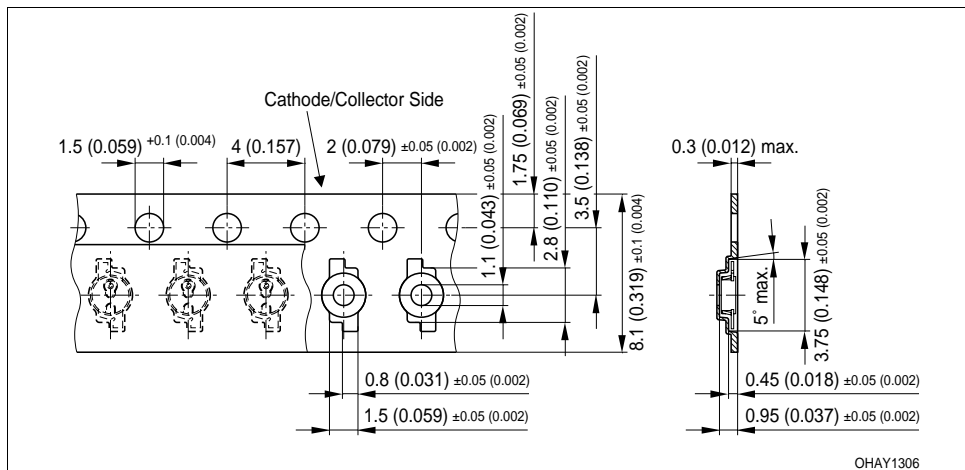 Cathode/Collector Side
1.5 (0.059) +0.1 (0.004)
4 (0.157)
2 (0.079) ±0.05 (0.002)
1.1 (0.043) ±0.05 (0.002)
1.75 (0.069) ±0.05 (0.002)
2.8 (0.110) ±0.05 (0.002)
3.5 (0.138) ±0.05 (0.002)
8.1 (0.319) ±0.1 (0.004)
0.3 (0.012) max.
5° max.
3.75 (0.148) ±0.05 (0.002)
0.8 (0.031) ±0.05 (0.002)
1.5 (0.059) ±0.05 (0.002)
0.45 (0.018) ±0.05 (0.002)
0.95 (0.037) ±0.05 (0.002)
OHAY1306